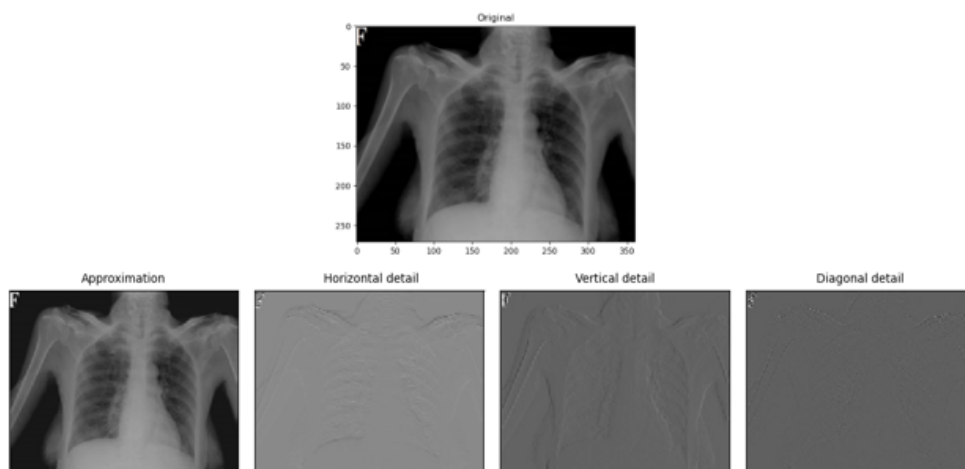 Original
F
0
50
100
150
200
250
0 50 100 150 200 250 300 350
Approximation Horizontal detail Vertical detail Diagonal detail
F F F F